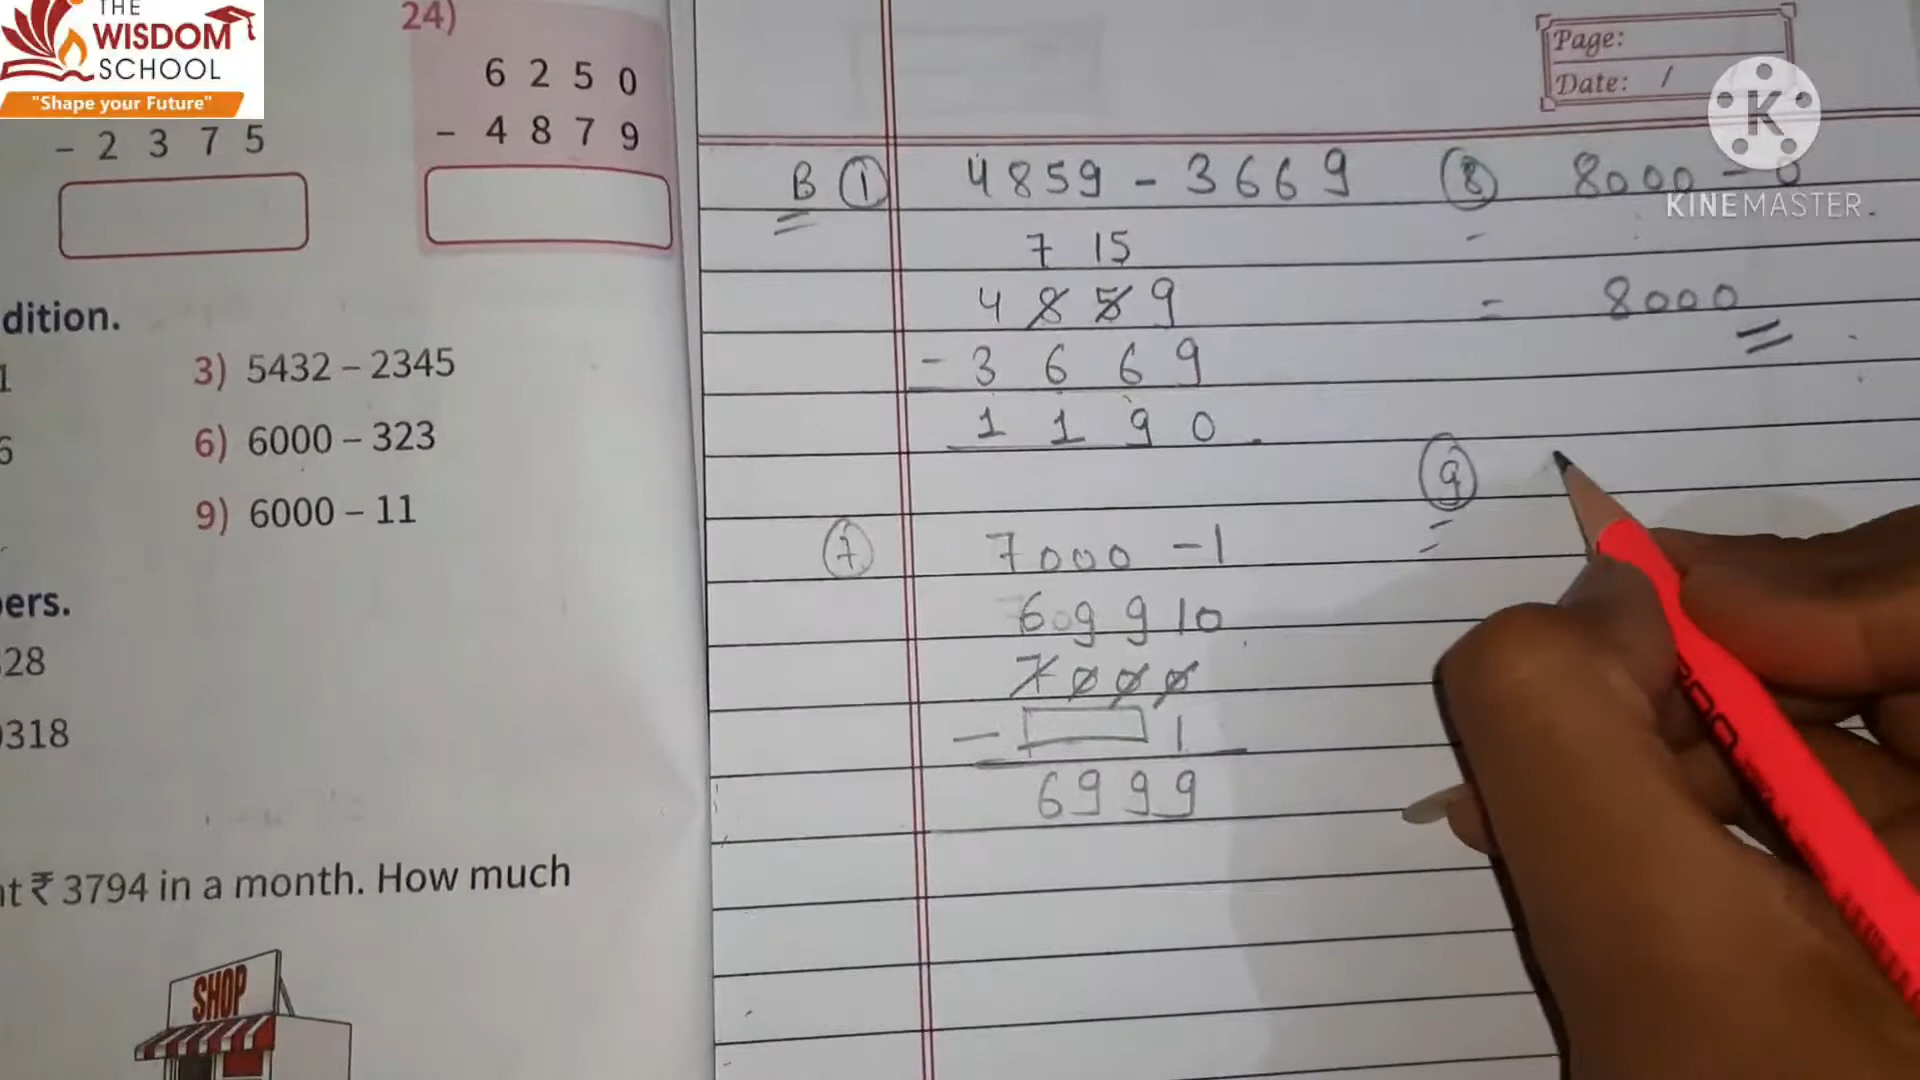 THE
WISDOM
SCHOOL
"Shape your Future"
- 2 3 7 5
24)
6 2 5 0
- 4 8 7 9
dition.
1
3) 5432 – 2345
6
6) 6000 – 323
9) 6000 – 11
ers.
28
318
t ₹ 3794 in a month. How much
SHOP
Page:
Date: /
K
KINEMASTER
B 1 4859 - 3669
7 15
4 8 5 9
- 3 6 6 9
1 1 9 0
7 7000 - 1
6 9 9 10
7 0 0 0
- 1
6999
8 8000 - 0
= 8000
9